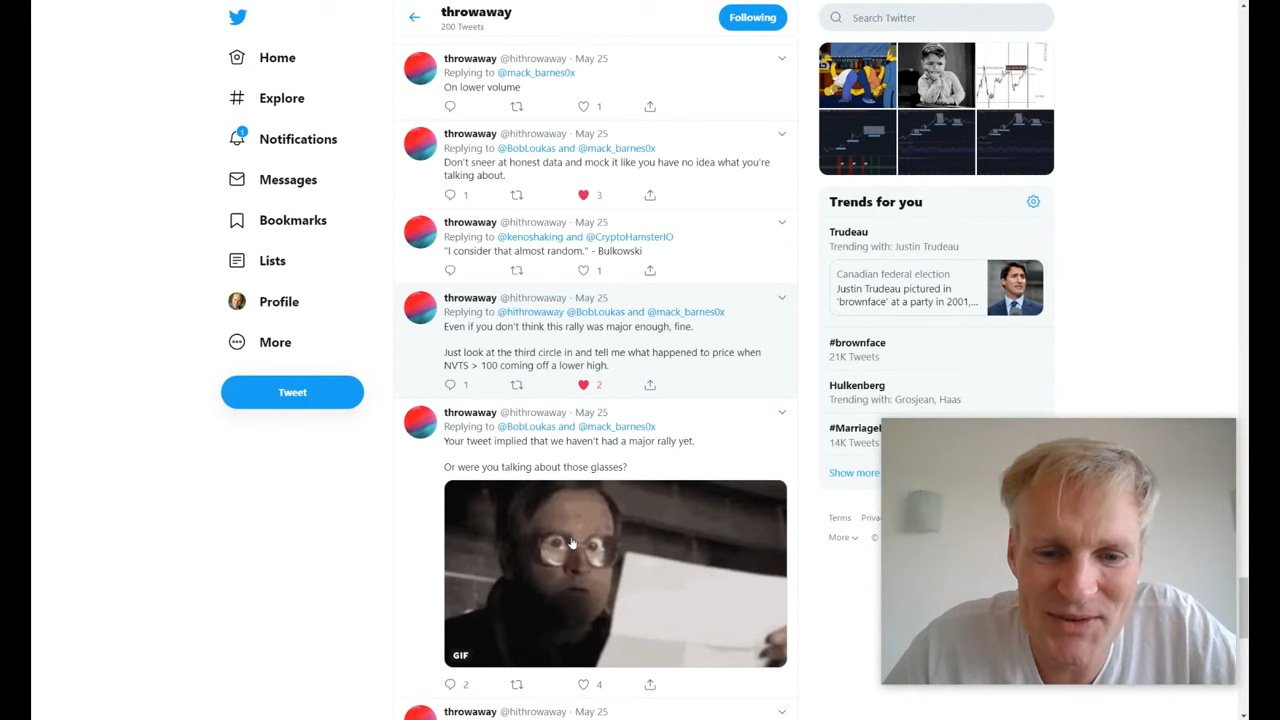 Home
Explore
1
Notifications
Messages
Bookmarks
Lists
Profile
More
Tweet
throwaway
200 Tweets
Following
throwaway @hithrowaway · May 25
Replying to @mack_barnes0x
On lower volume
1
throwaway @hithrowaway · May 25
Replying to @BobLoukas and @mack_barnes0x
Don't sneer at honest data and mock it like you have no idea what you're
talking about.
1 3
throwaway @hithrowaway · May 25
Replying to @kenoshaking and @CryptoHamsterIO
"I consider that almost random." - Bulkowski
1
throwaway @hithrowaway · May 25
Replying to @hithrowaway @BobLoukas and @mack_barnes0x
Even if you don't think this rally was major enough, fine.
Just look at the third circle in and tell me what happened to price when
NVTS > 100 coming off a lower high.
1 2
throwaway @hithrowaway · May 25
Replying to @BobLoukas and @mack_barnes0x
Your tweet implied that we haven't had a major rally yet.
Or were you talking about those glasses?
GIF
2 4
throwaway @hithrowaway · May 25
Search Twitter
Trends for you
Trudeau
Trending with: Justin Trudeau
Canadian federal election
Justin Trudeau pictured in
'brownface' at a party in 2001,...
#brownface
21K Tweets
Hulkenberg
Trending with: Grosjean, Haas
14K Tweets
Show more
Terms
More ©